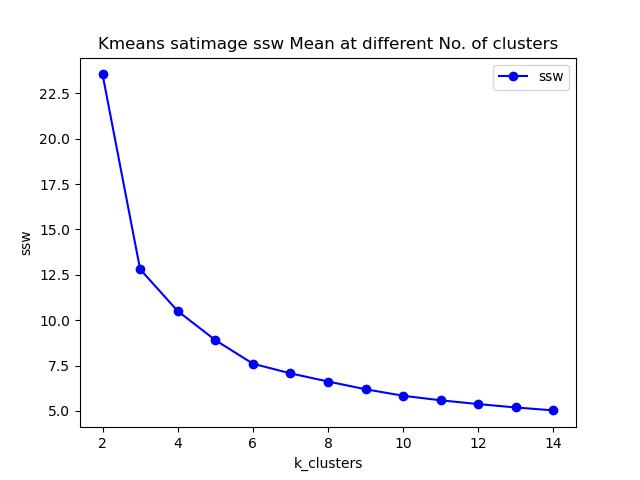 Kmeans satimage ssw Mean at different No. of clusters
ssw
22.5
20.0
17.5
15.0
12.5
10.0
7.5
5.0
ssw
2 4 6 8 10 12 14
k_clusters